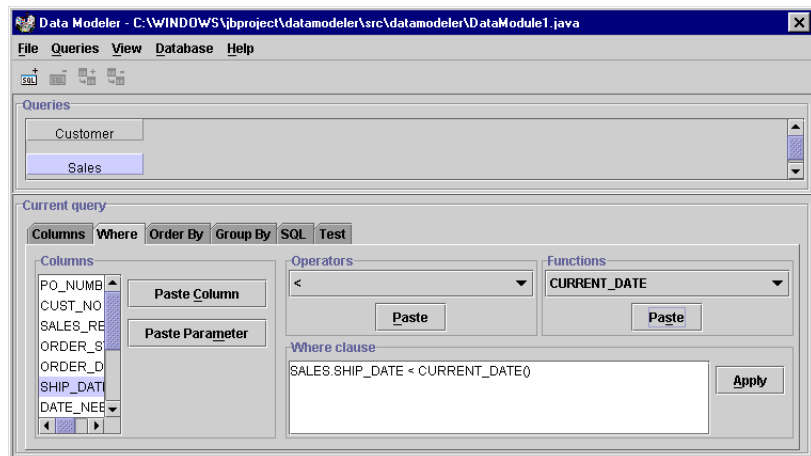 Data Modeler - C:\WINDOWS\jbproject\datamodeler\src\datamodeler\DataModule1.java
File Queries View Database Help
SQL SQL
Queries
Customer
Sales
Current query
Columns Where Order By Group By SQL Test
Columns
PO_NUMB
CUST_NO
SALES_RE
ORDER_S
ORDER_D
SHIP_DAT
DATE_NEE
Paste Column
Paste Parameter
Operators
<
Paste
Functions
CURRENT_DATE
Paste
Where clause
SALES.SHIP_DATE < CURRENT_DATE()
Apply